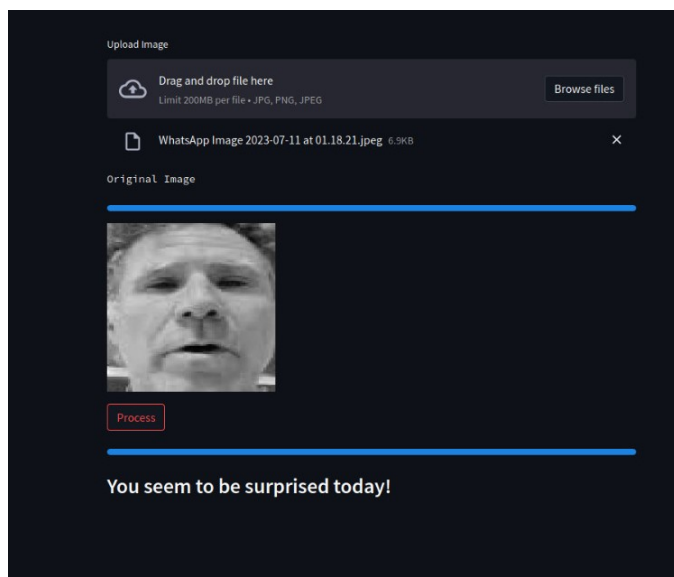 Upload Image
Drag and drop file here
Limit 200MB per file • JPG, PNG, JPEG
Browse files
WhatsApp Image 2023-07-11 at 01.18.21.jpeg 6.9KB
Original Image
Process
You seem to be surprised today!